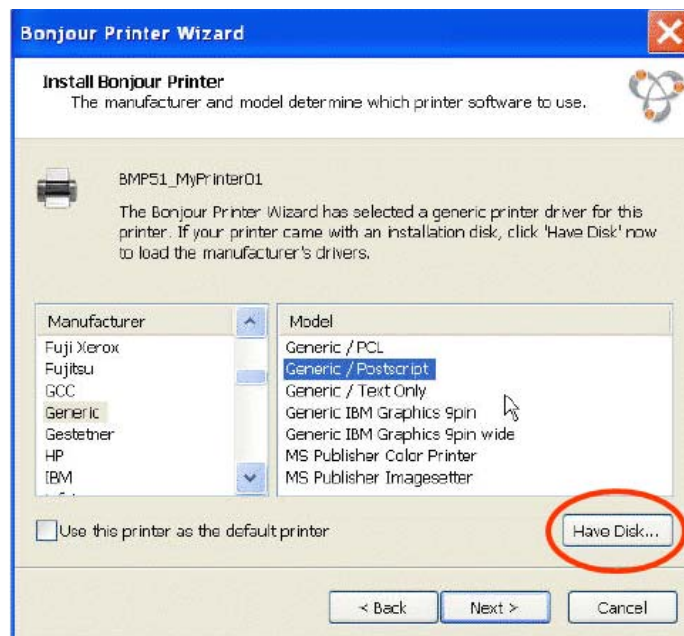 Bonjour Printer Wizard
Install Bonjour Printer
The manufacturer and model determine which printer software to use.
BMP51_MyPrinter01
The Bonjour Printer Wizard has selected a generic printer driver for this
printer. If your printer came with an installation disk, click 'Have Disk' now
to load the manufacturer's drivers.
Manufacturer
Fuji Xerox
Fujitsu
GCC
Generic
Gestetner
HP
IBM
Model
Generic / PCL
Generic / Postscript
Generic / Text Only
Generic IBM Graphics 9pin
Generic IBM Graphics 9pin wide
MS Publisher Color Printer
MS Publisher Imagesetter
Use this printer as the default printer
Have Disk...
< Back
Next >
Cancel